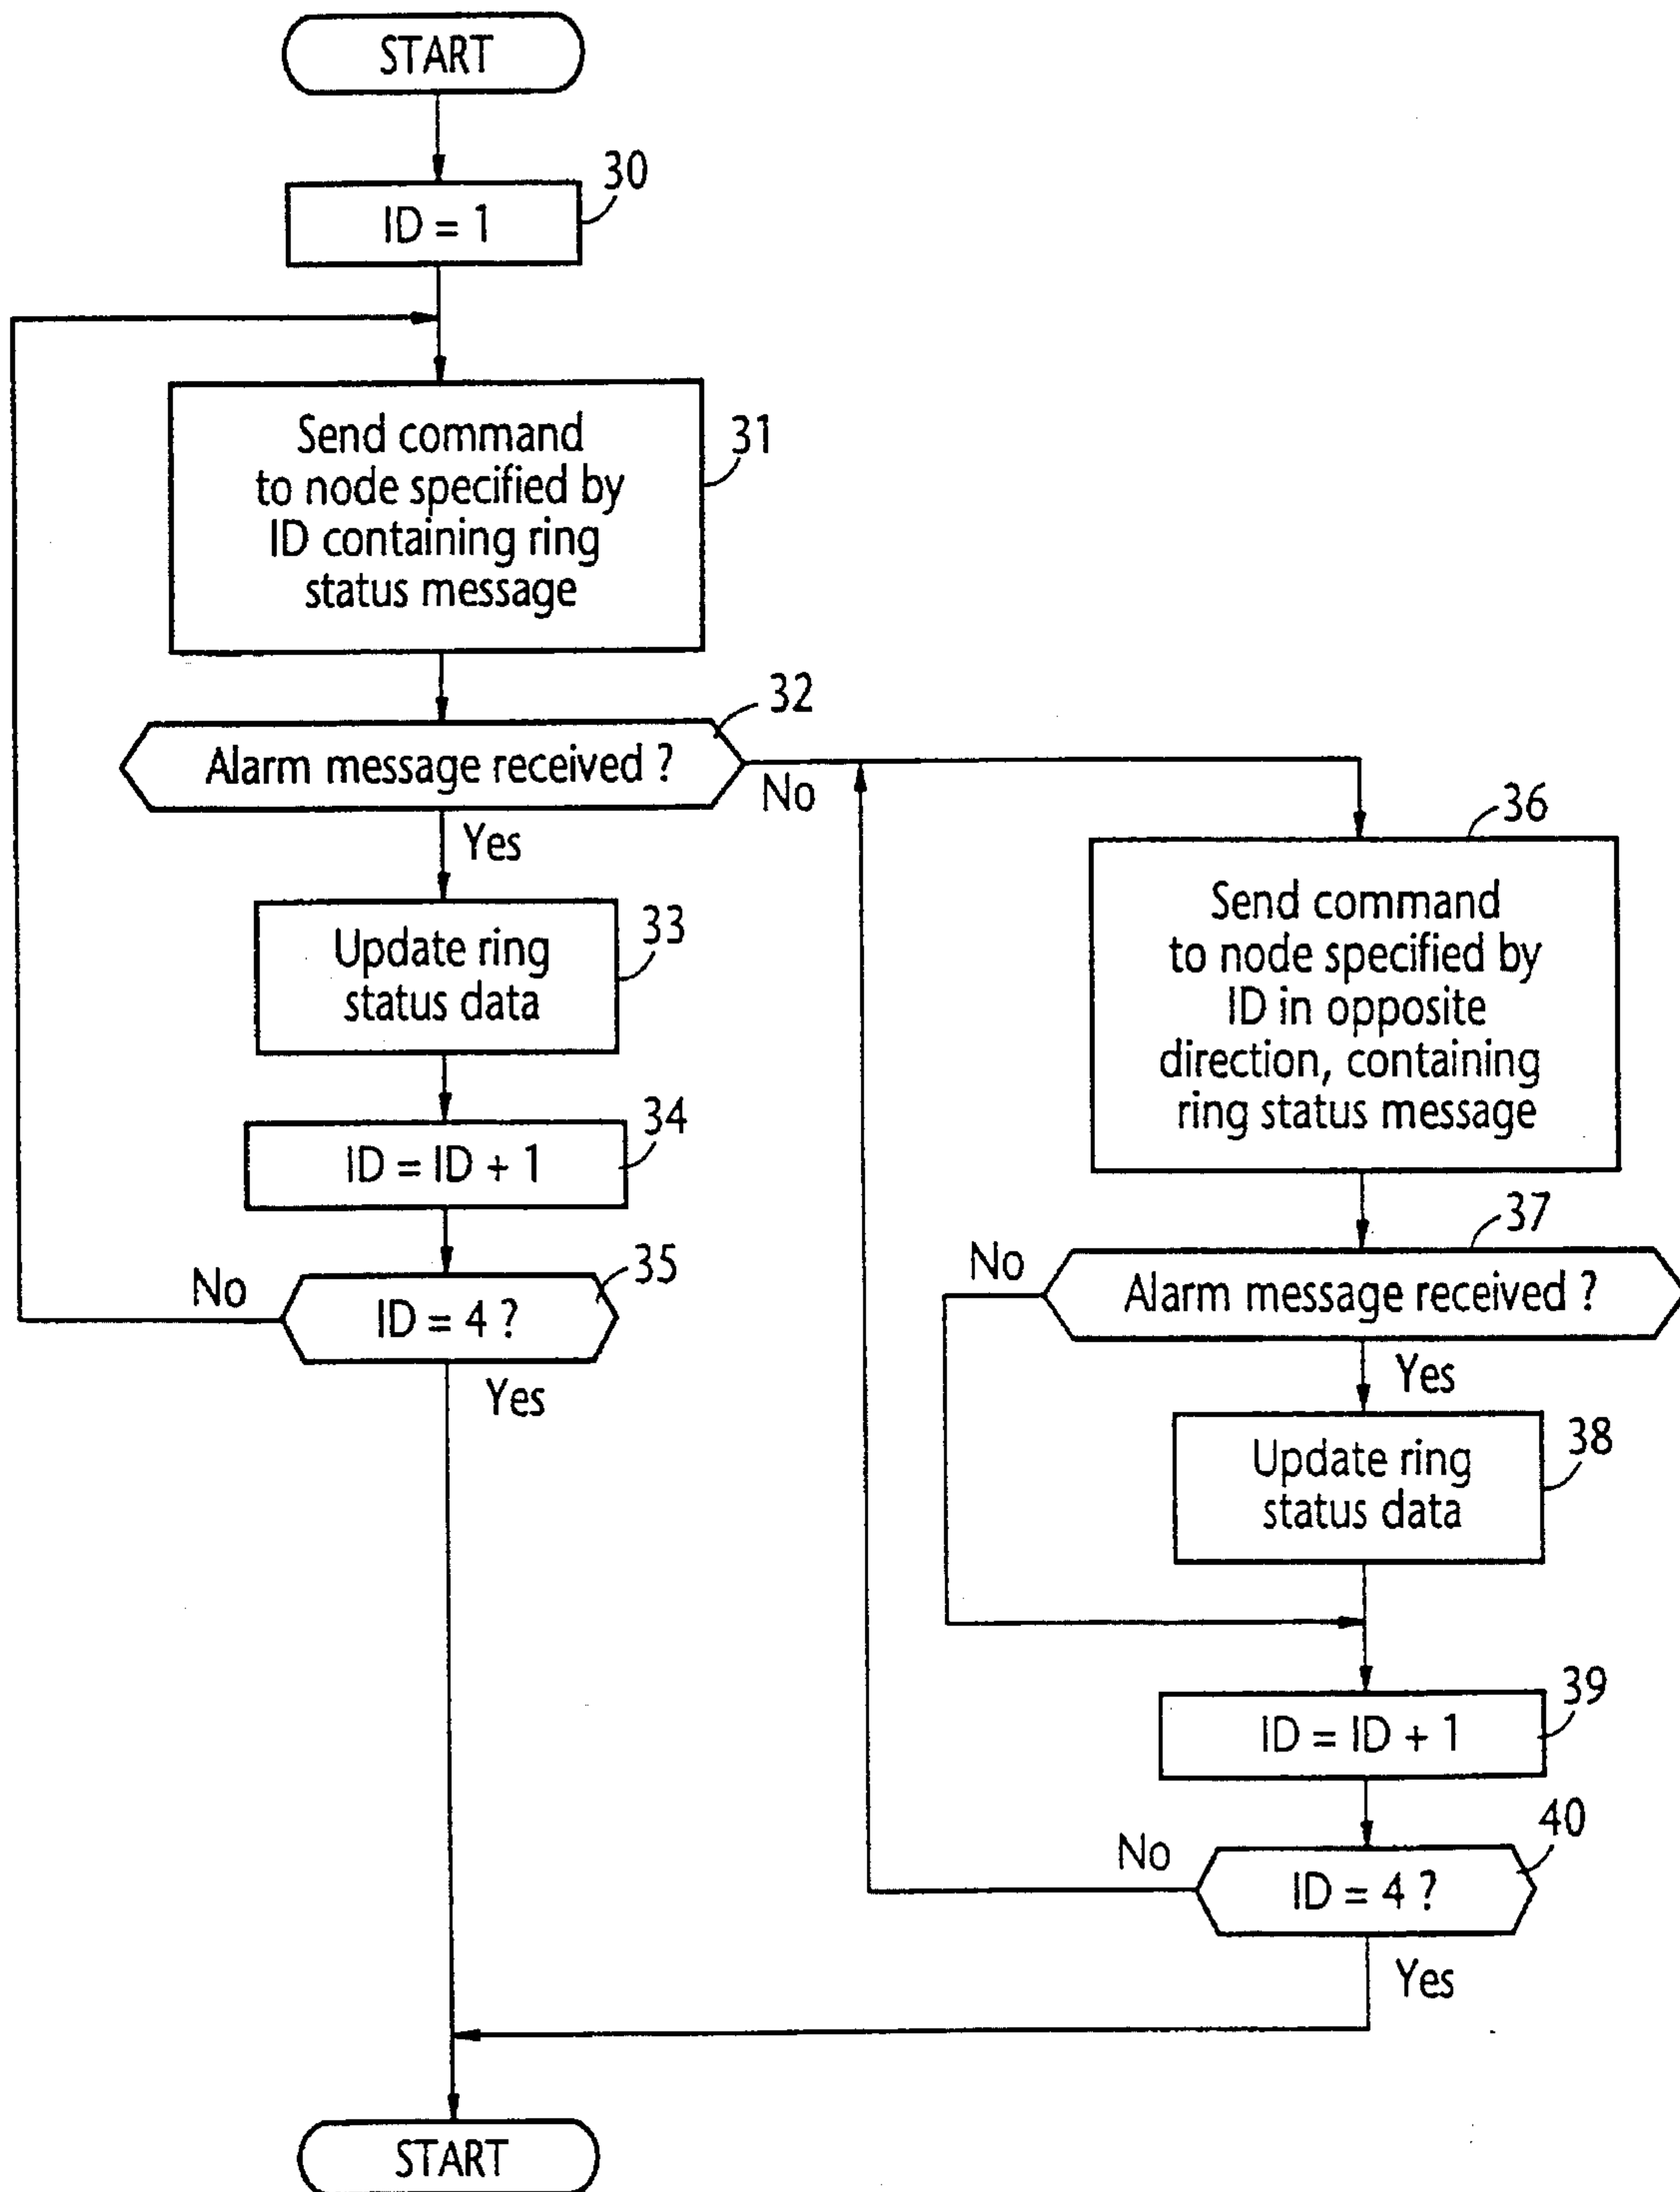 START
30
ID = 1
31
Send command
to node specified by
ID containing ring
status message
32
Alarm message received ?
No
Yes
33
Update ring
status data
34
ID = ID + 1
35
No
ID = 4 ?
Yes
36
Send command
to node specified by
ID in opposite
direction, containing
ring status message
37
No
Alarm message received ?
Yes
38
Update ring
status data
39
ID = ID + 1
40
No
ID = 4 ?
Yes
START